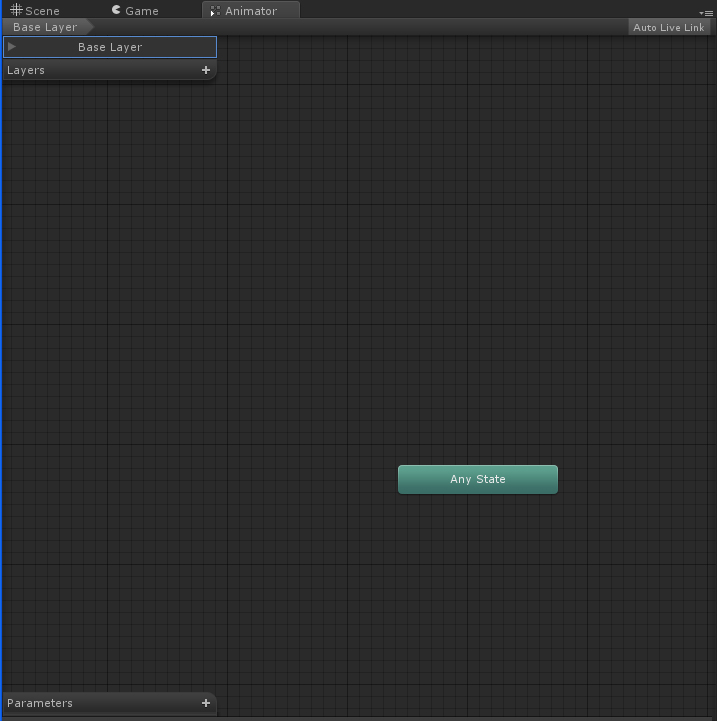 Scene Game Animator
Base Layer Auto Live Link
Base Layer
Layers +
Any State
Parameters +